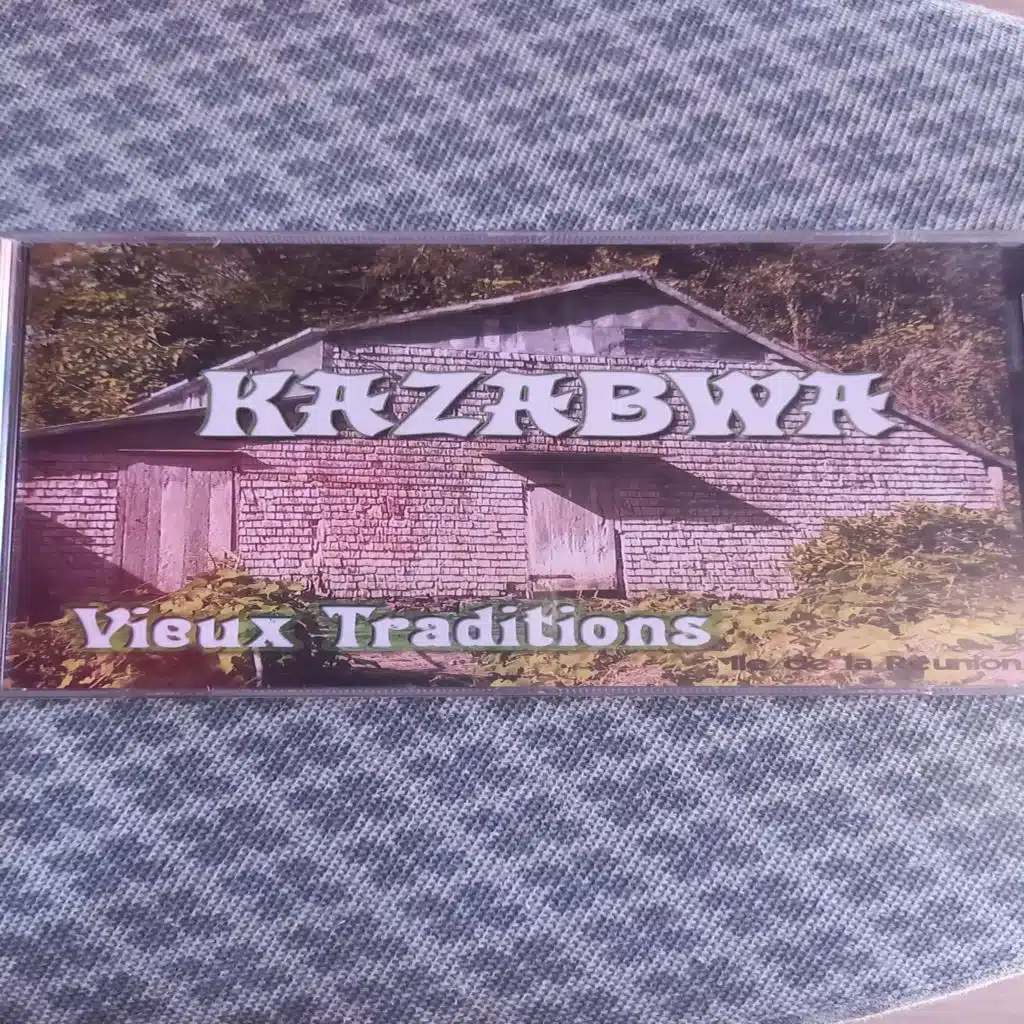 KAZABWA
Vieux Traditions
Ile de la Réunion